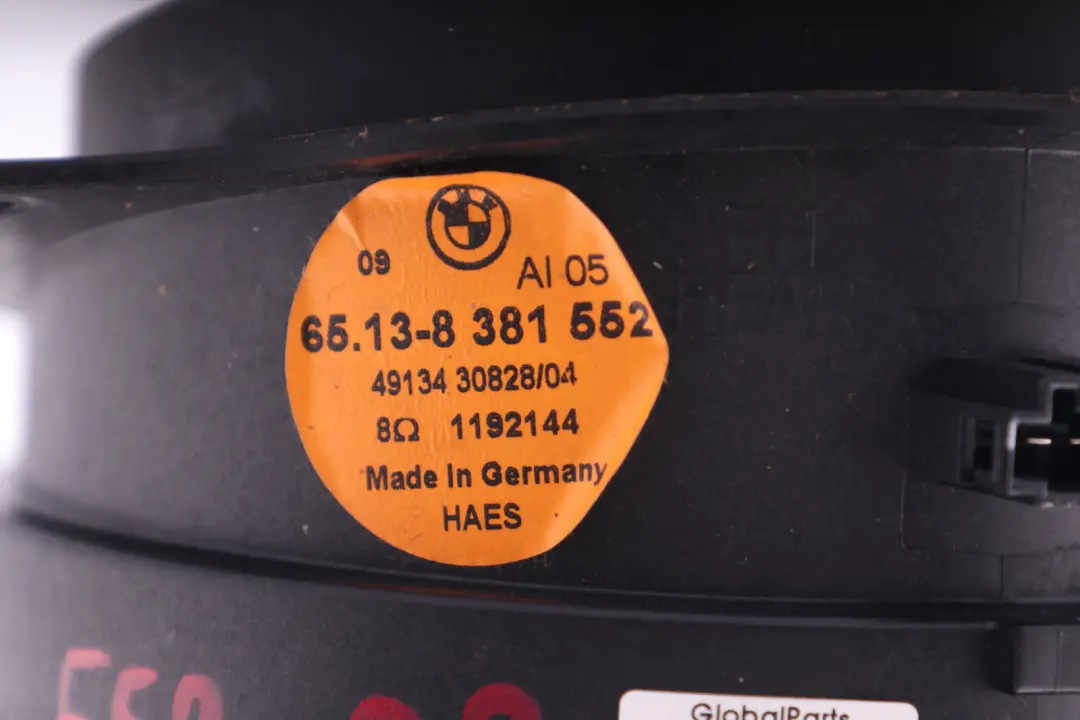 09
AI 05
65.13-8 381 552
49134 30828/04
8Ω 1192144
Made In Germany
HAES
GlobalParts